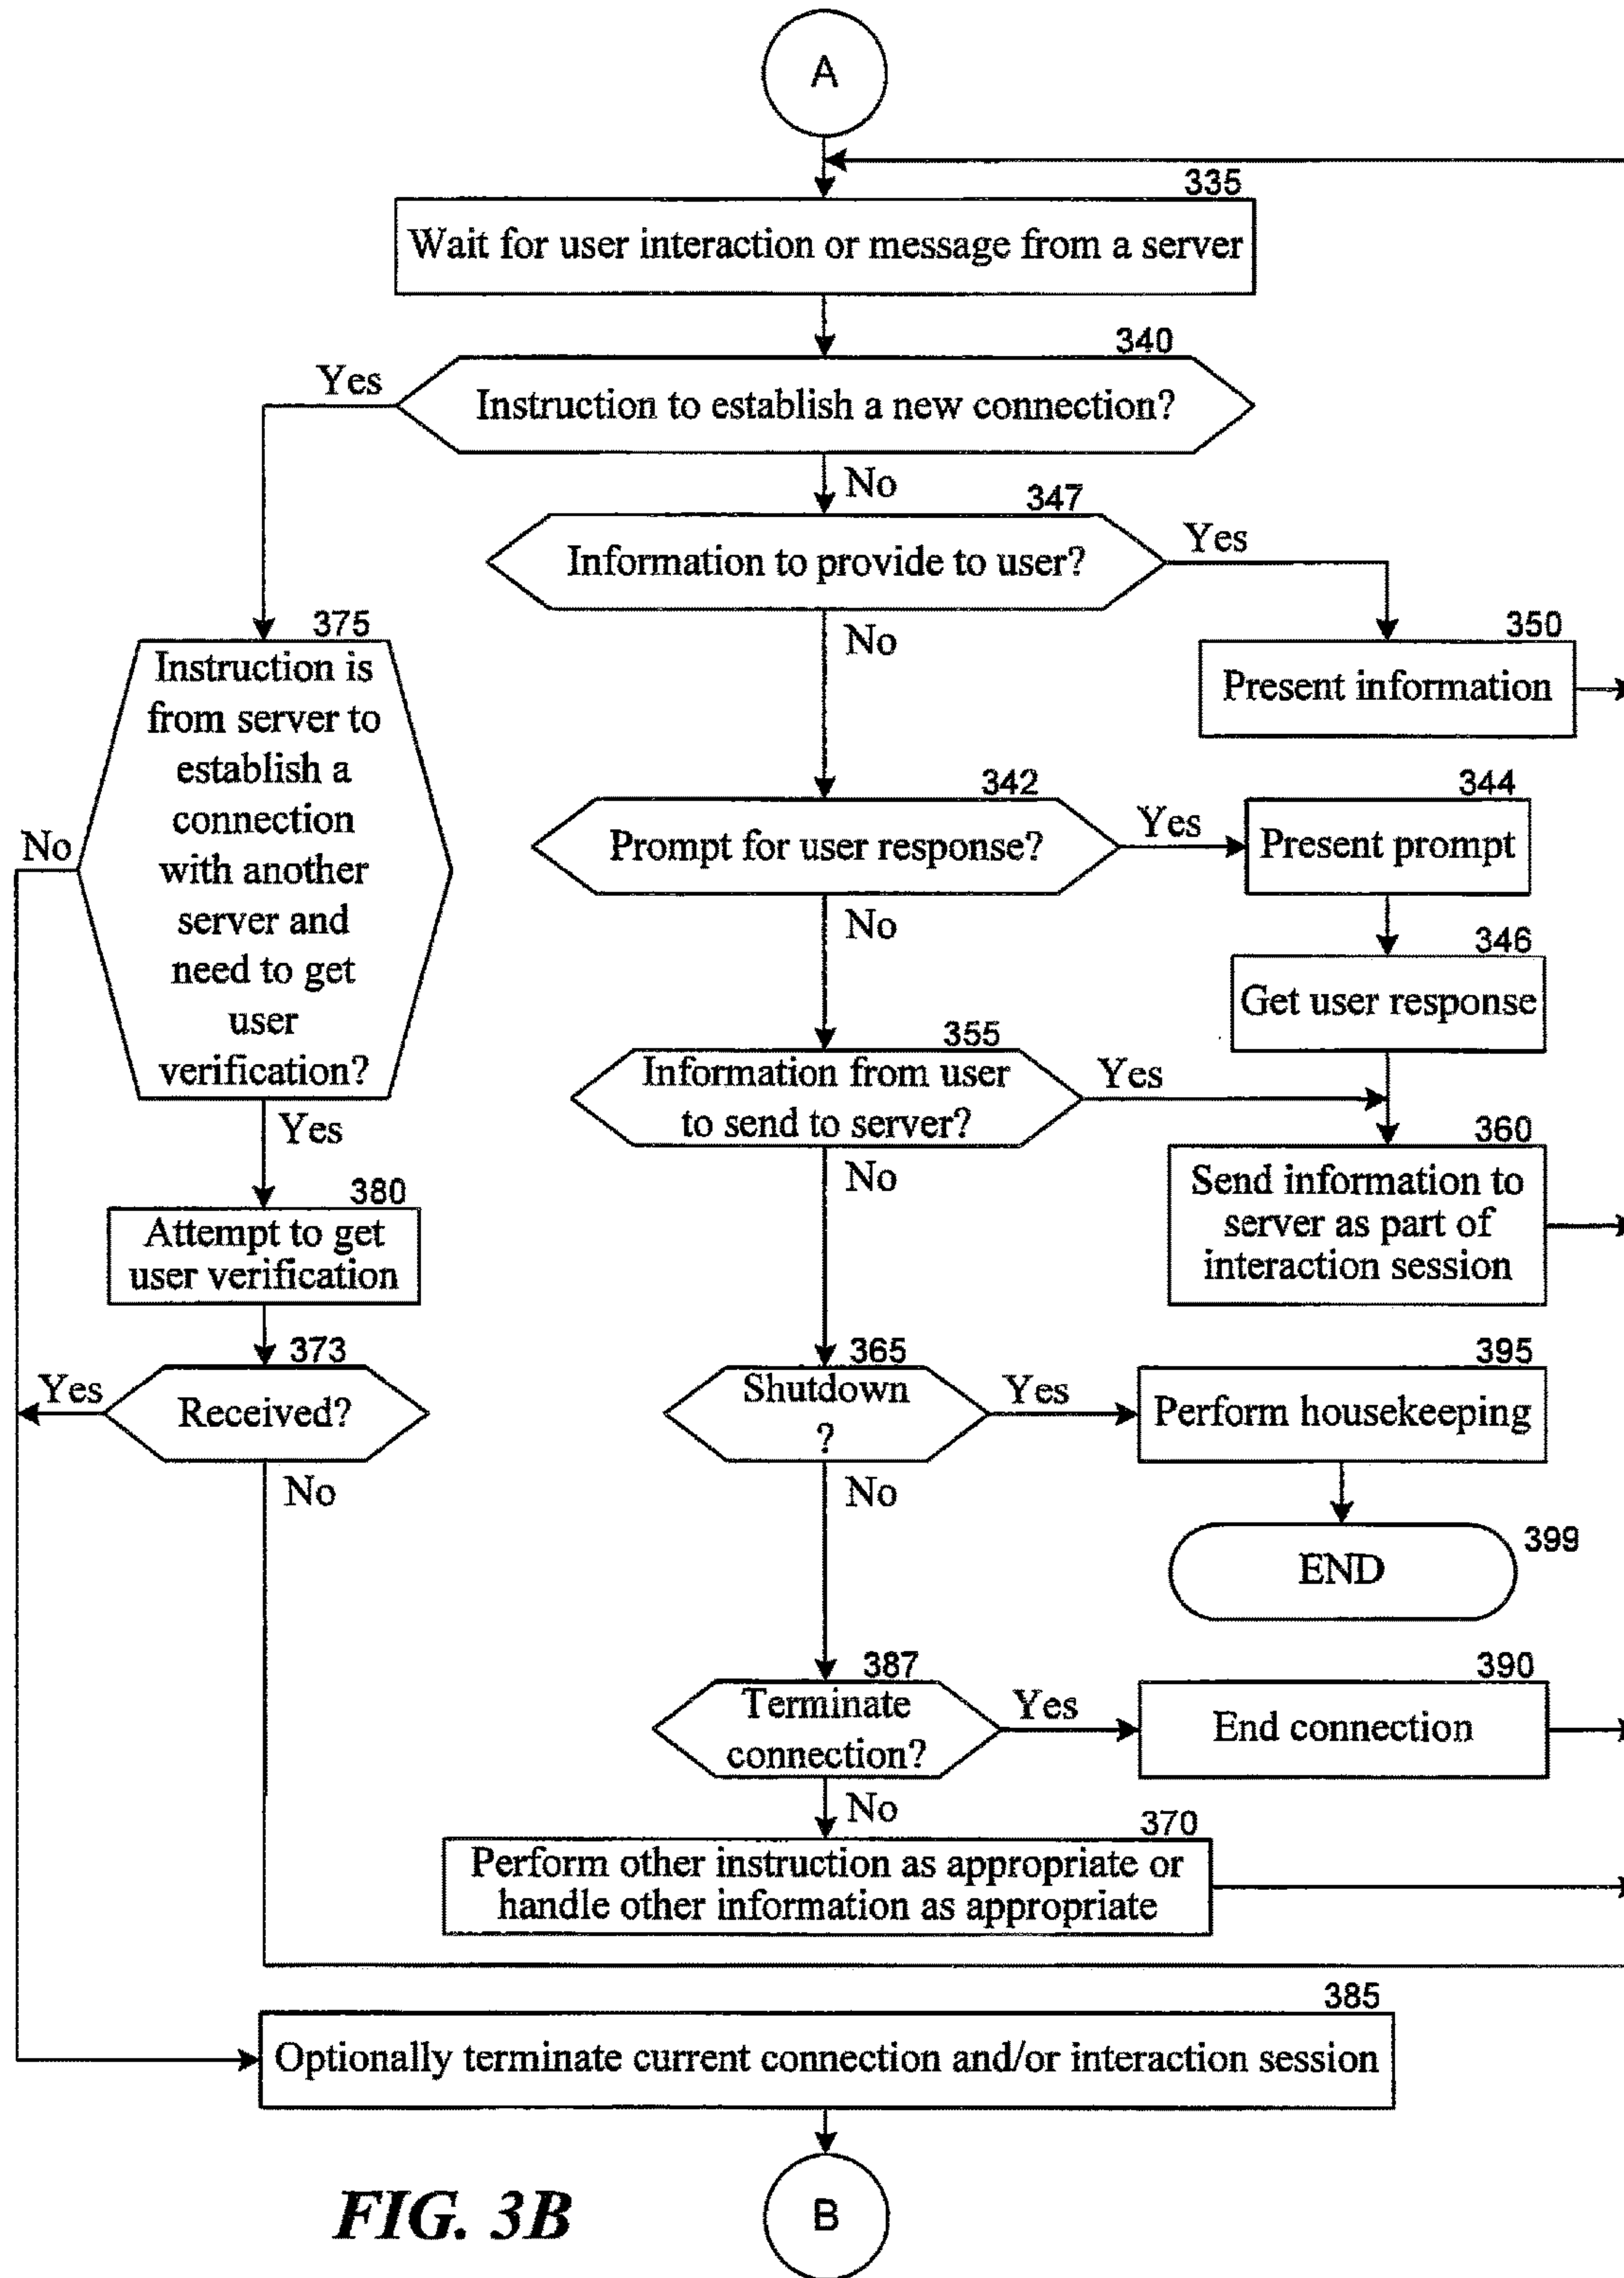 A
335
Wait for user interaction or message from a server
340
Yes
Instruction to establish a new connection?
No
347
Information to provide to user?
Yes
No
375
Instruction is
from server to
establish a
connection
with another
server and
need to get
user
verification?
No
Yes
350
Present information
342
Prompt for user response?
Yes
No
344
Present prompt
346
Get user response
355
Information from user
to send to server?
Yes
No
360
Send information to
server as part of
interaction session
380
Attempt to get
user verification
373
Received?
Yes
No
365
Shutdown
?
Yes
No
395
Perform housekeeping
399
END
387
Terminate
connection?
Yes
No
390
End connection
370
Perform other instruction as appropriate or
handle other information as appropriate
385
Optionally terminate current connection and/or interaction session
B
FIG. 3B